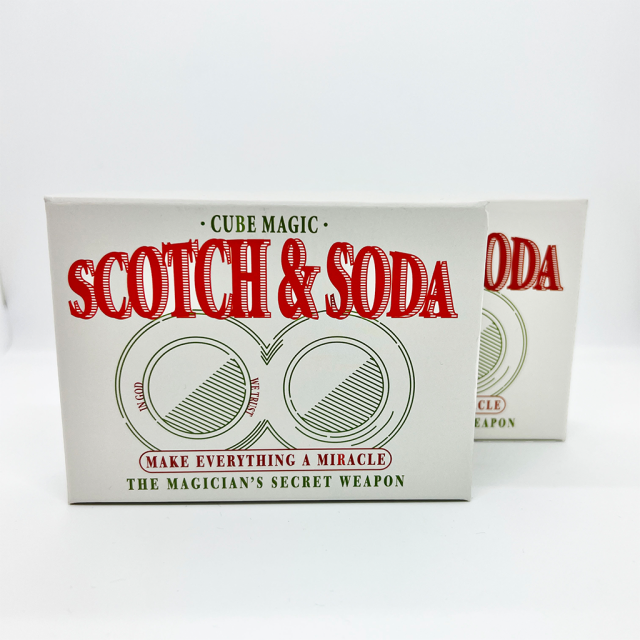 · CUBE MAGIC ·
SCOTCH & SODA
IN GOD
WE TRUST
MAKE EVERYTHING A MIRACLE
THE MAGICIAN'S SECRET WEAPON
ODA
CLE
EAPON